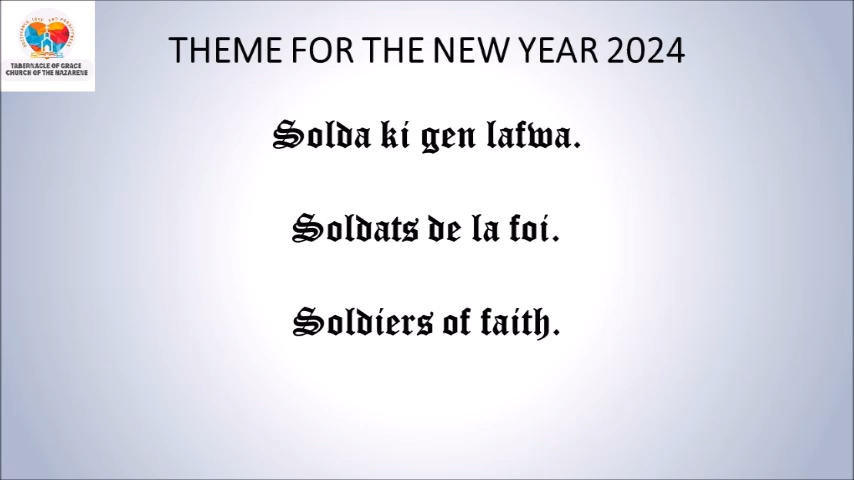 TABERNACLE OF GRACE
CHURCH OF THE NAZARENE
THEME FOR THE NEW YEAR 2024
Solda ki gen lafwa.
Soldats de la foi.
Soldiers of faith.